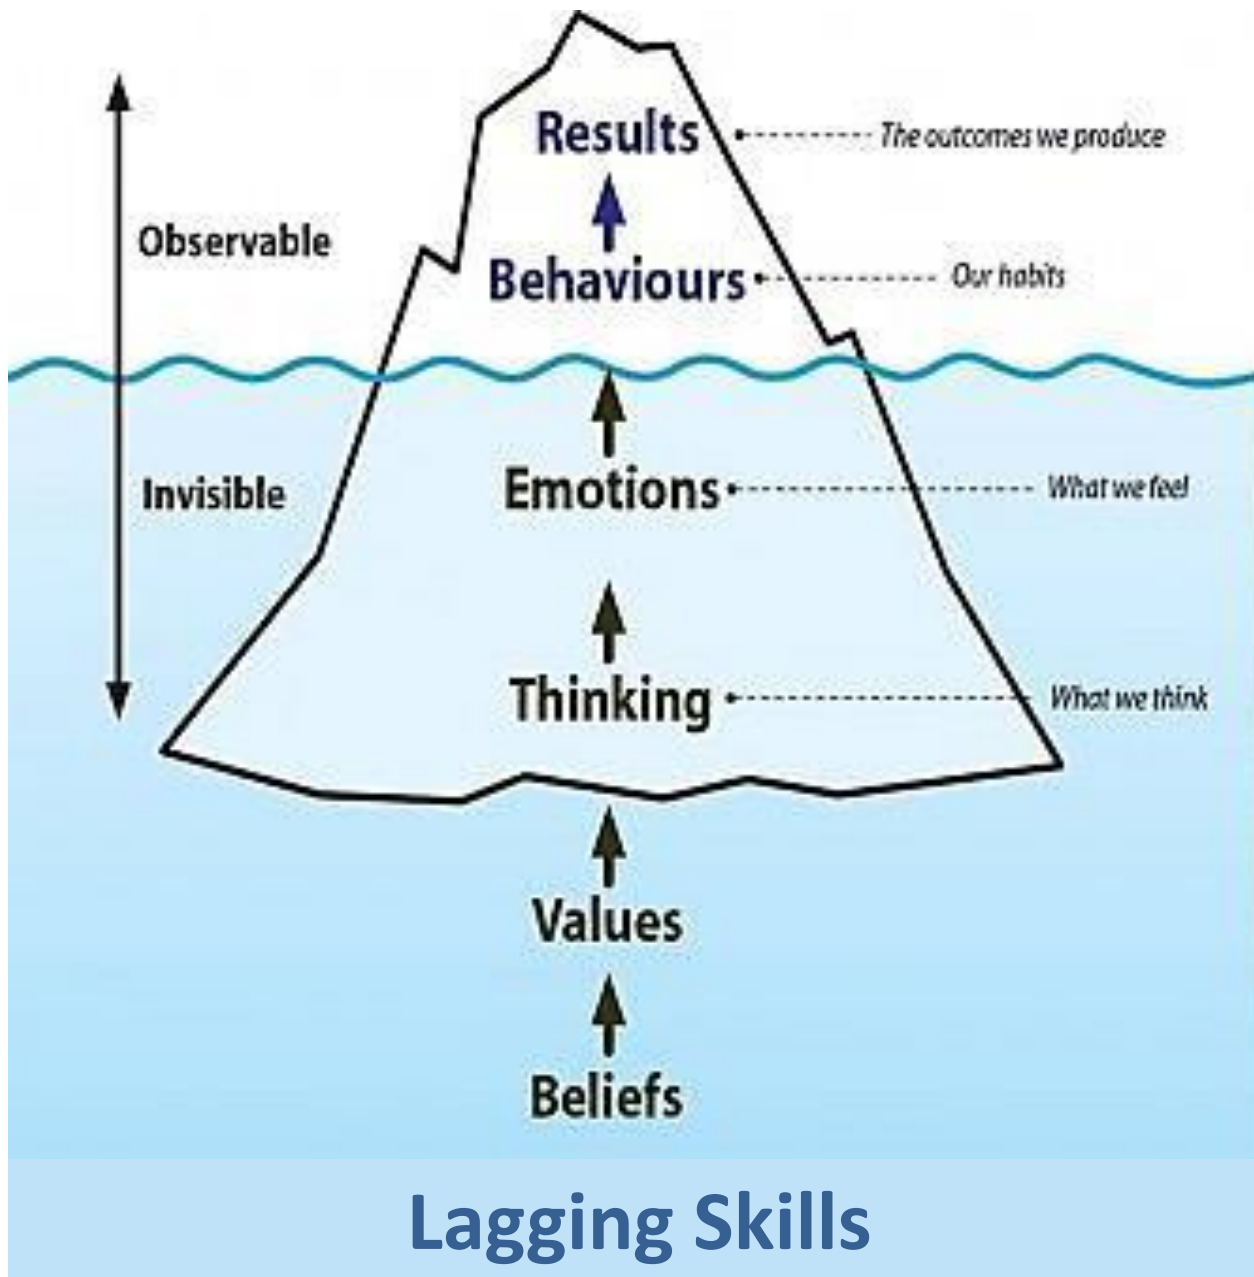 Results
The outcomes we produce
Observable
Behaviours
Our habits
Invisible
Emotions
What we feel
Thinking
What we think
Values
Beliefs
Lagging Skills